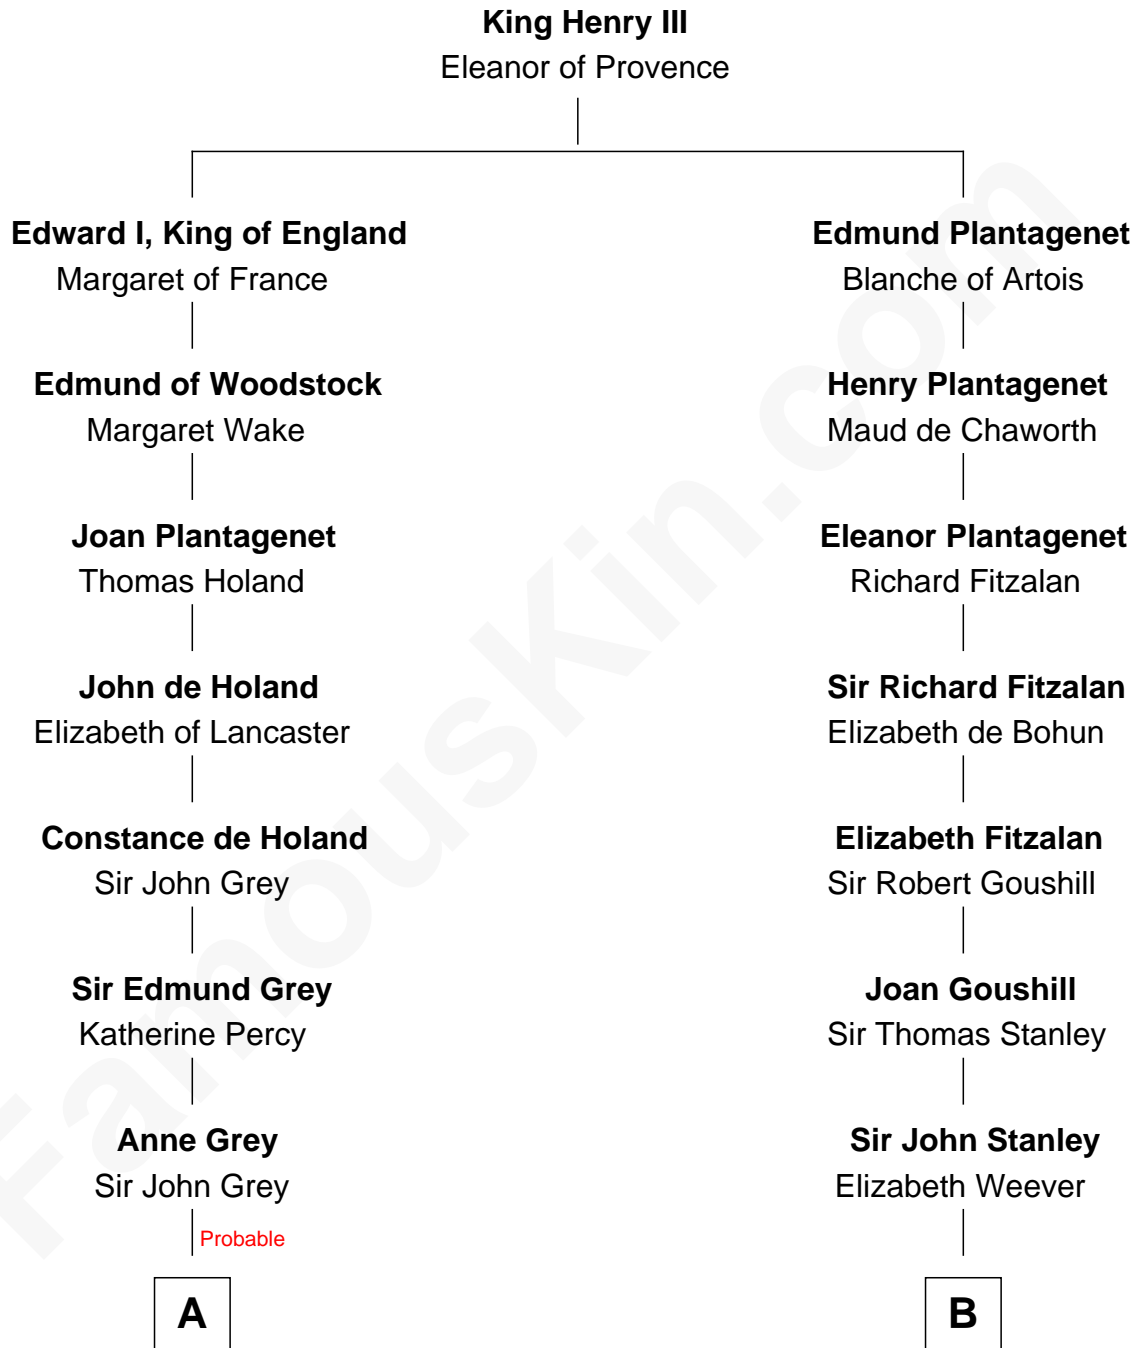 King Henry III
Eleanor of Provence
Edward I, King of England
Margaret of France
Edmund Plantagenet
Blanche of Artois
Edmund of Woodstock
Margaret Wake
Henry Plantagenet
Maud de Chaworth
Joan Plantagenet
Thomas Holand
Eleanor Plantagenet
Richard Fitzalan
John de Holand
Elizabeth of Lancaster
Sir Richard Fitzalan
Elizabeth de Bohun
Constance de Holand
Sir John Grey
Elizabeth Fitzalan
Sir Robert Goushill
Sir Edmund Grey
Katherine Percy
Joan Goushill
Sir Thomas Stanley
Anne Grey
Sir John Grey
Probable
Sir John Stanley
Elizabeth Weever
A
B
FamousKin.com